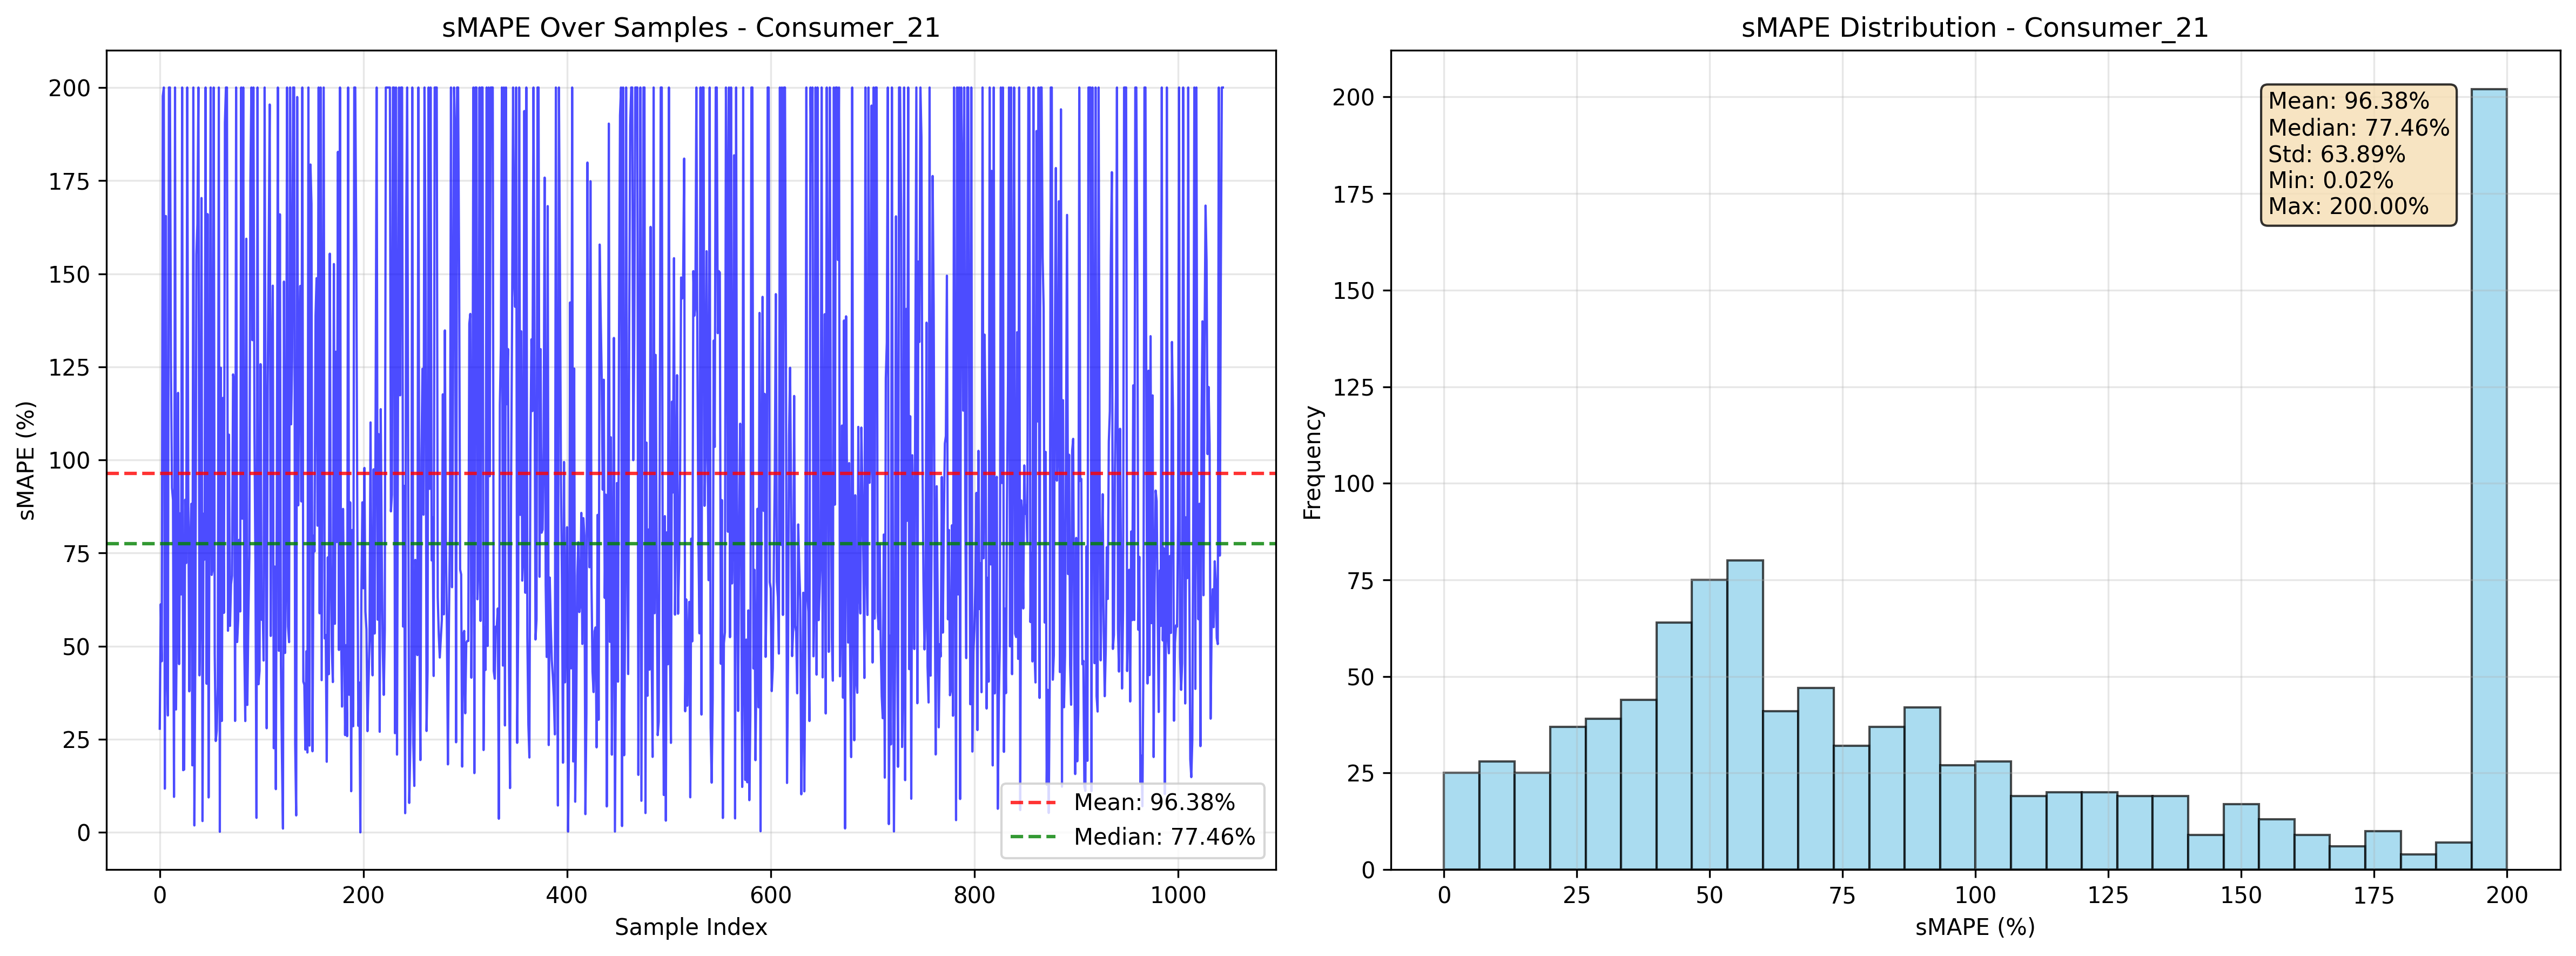 sMAPE Over Samples - Consumer_21
sMAPE (%)
200
175
150
125
100
75
50
25
0
0 200 400 600 800 1000
Sample Index
Mean: 96.38%
Median: 77.46%
sMAPE Distribution - Consumer_21
Frequency
200
175
150
125
100
75
50
25
0
0 25 50 75 100 125 150 175 200
sMAPE (%)
Mean: 96.38%
Median: 77.46%
Std: 63.89%
Min: 0.02%
Max: 200.00%